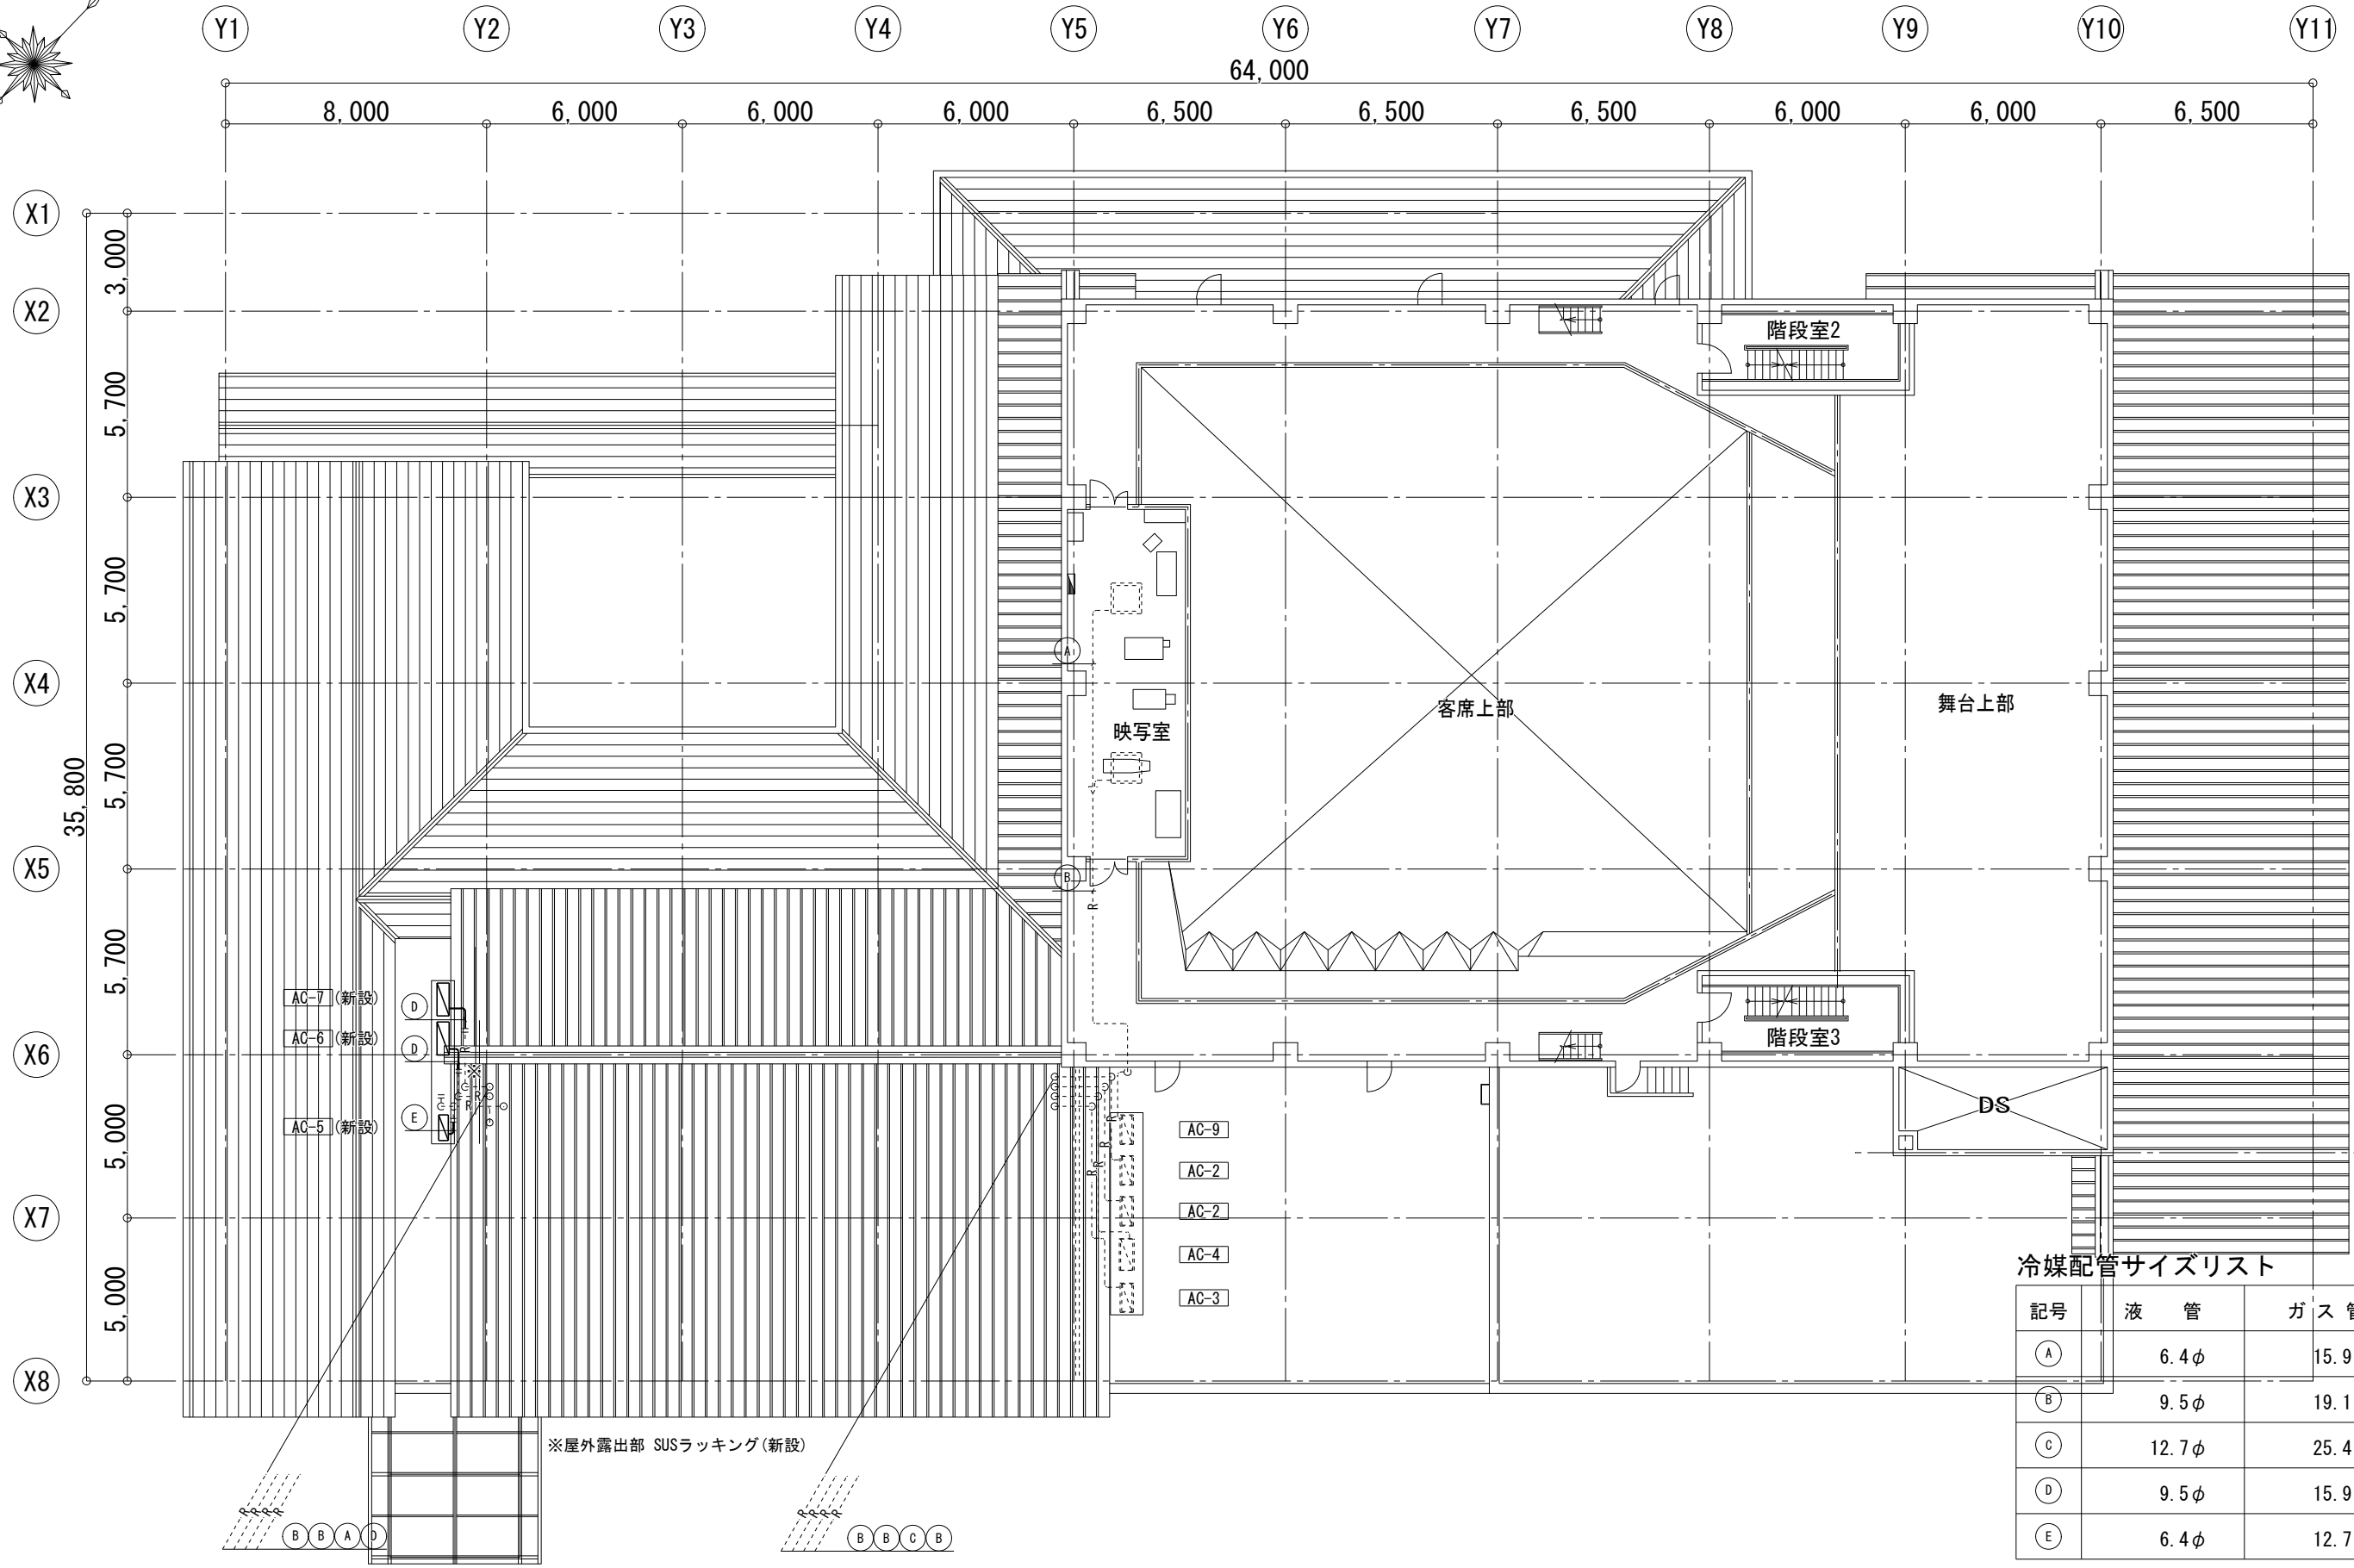 Y1 Y2 Y3 Y4 Y5 Y6 Y7 Y8 Y9 Y10 Y11
64,000
8,000 6,000 6,000 6,000 6,500 6,500 6,500 6,000 6,000 6,500
X1
3,000
X2
5,700
X3
5,700
X4
5,700
35,800
X5
5,700
X6
5,000
X7
5,000
X8
階段室2
A
映写室
客席上部
舞台上部
B
R
階段室3
DS
AC-7 (新設)
D
AC-6 (新設)
D
R
※
R
R
AC-5 (新設)
E
R
R
R
R
AC-9
AC-2
AC-2
AC-4
AC-3
※屋外露出部 SUSラッキング(新設)
R R R R
B B A D
R R R R
B B C B
冷媒配管サイズリスト
記号 液 管 ガス管
A 6.4φ 15.9
B 9.5φ 19.1
C 12.7φ 25.4
D 9.5φ 15.9
E 6.4φ 12.7